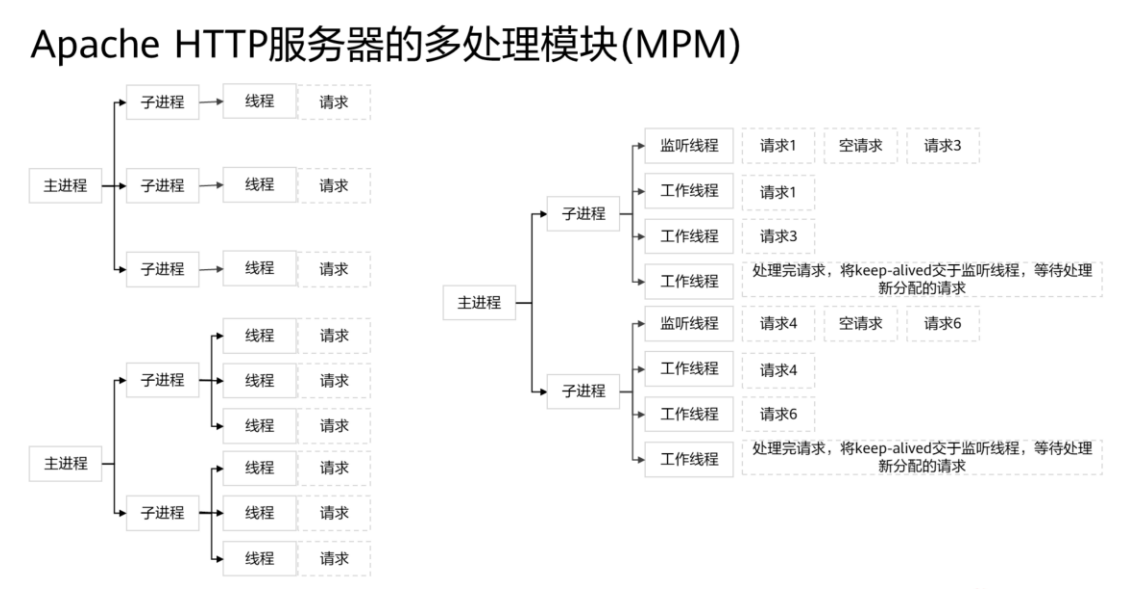 Apache HTTP服务器的多处理模块(MPM)
主进程
子进程
线程
请求
子进程
线程
请求
子进程
线程
请求
主进程
子进程
线程
请求
线程
请求
线程
请求
子进程
线程
请求
线程
请求
线程
请求
主进程
子进程
监听线程
请求1
空请求
请求3
工作线程
请求1
工作线程
请求3
工作线程
处理完请求，将keep-alived交于监听线程，等待处理
新分配的请求
子进程
监听线程
请求4
空请求
请求6
工作线程
请求4
工作线程
请求6
工作线程
处理完请求，将keep-alived交于监听线程，等待处理
新分配的请求